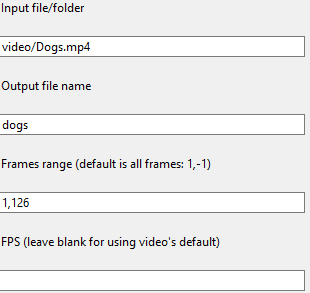 Input file/folder
video/Dogs.mp4
Output file name
dogs
Frames range (default is all frames: 1,-1)
1,126
FPS (leave blank for using video's default)